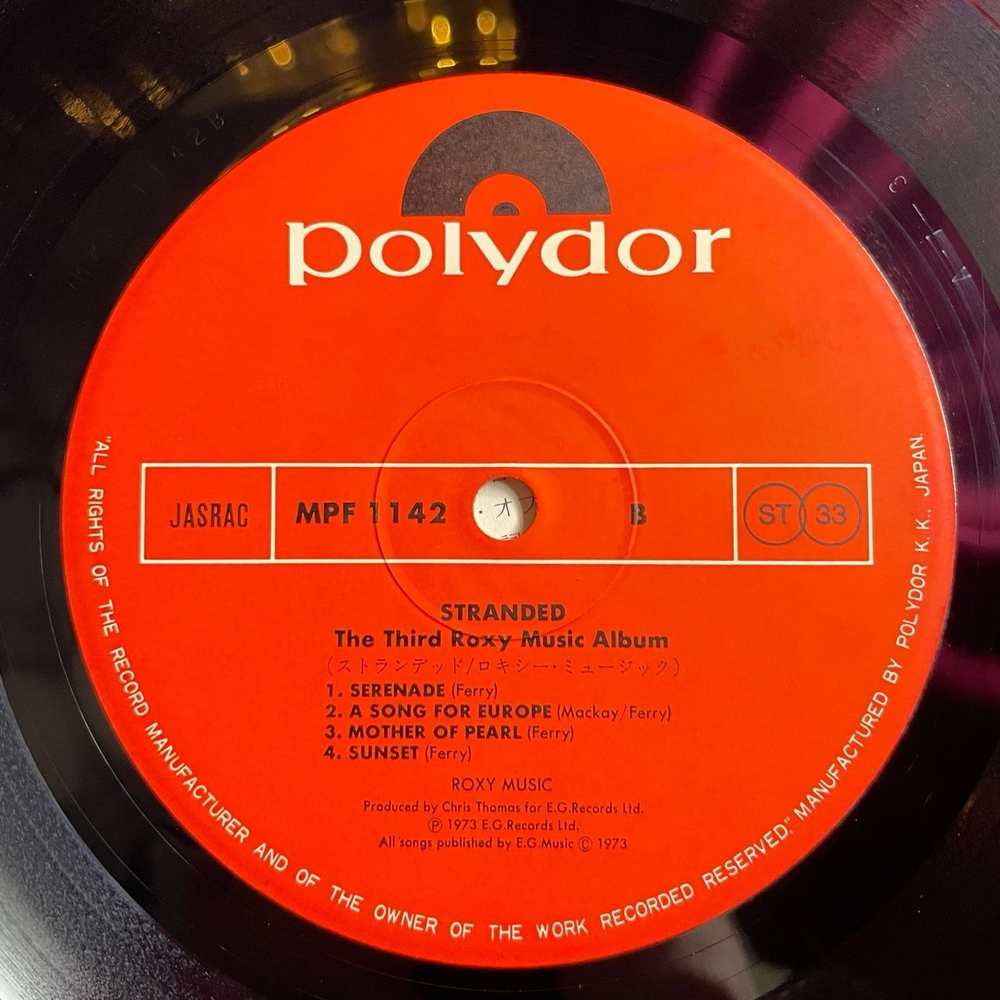 polydor
JASRAC
MPF 1142
B
ST 33
STRANDED
The Third Roxy Music Album
(ストランデッド/ロキシー・ミュージック)
1. SERENADE (Ferry)
2. A SONG FOR EUROPE (Mackay/Ferry)
3. MOTHER OF PEARL (Ferry)
4. SUNSET (Ferry)
ROXY MUSIC
Produced by Chris Thomas for E.G.Records Ltd.
Ⓟ 1973 E.G.Records Ltd.
All songs published by E.G.Music © 1973
"ALL RIGHTS OF THE RECORD MANUFACTURER AND OF THE OWNER OF THE WORK RECORDED RESERVED," MANUFACTURED BY POLYDOR K. K., JAPAN.